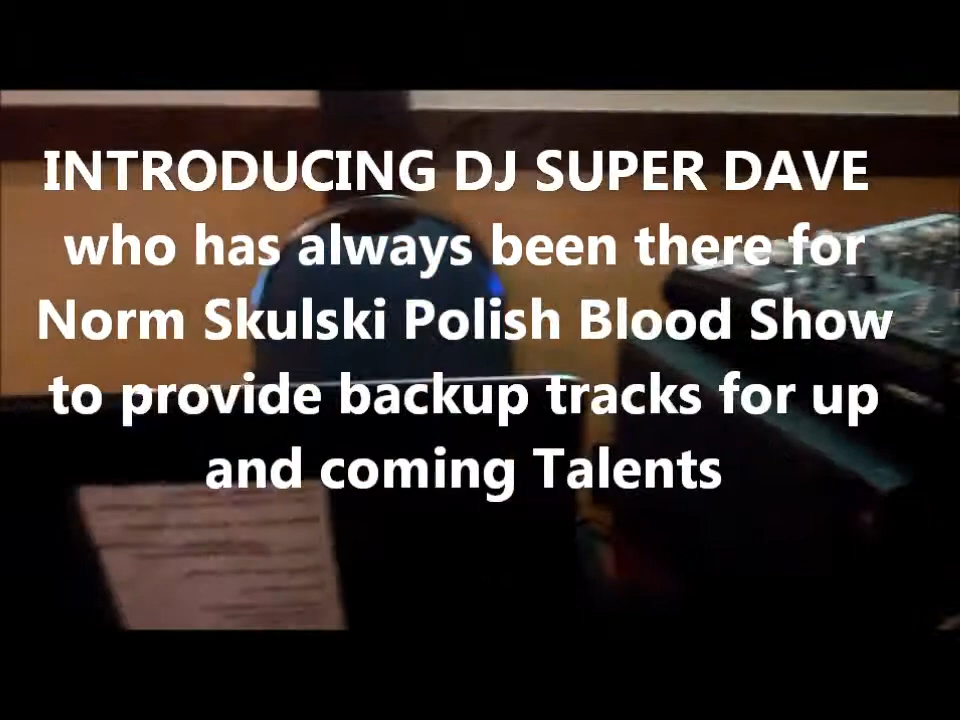 INTRODUCING DJ SUPER DAVE
who has always been there for
Norm Skulski Polish Blood Show
to provide backup tracks for up
and coming Talents